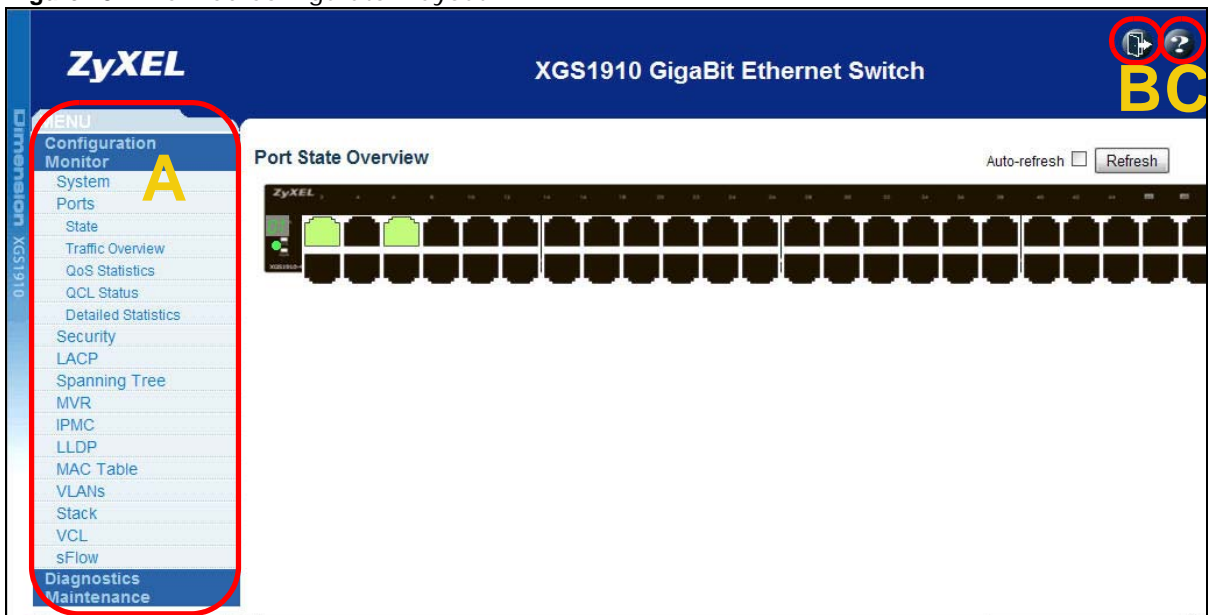 ZyXEL
XGS1910 GigaBit Ethernet Switch
B C
Dimension XGS1910
MENU
A
Configuration
Monitor
System
Ports
State
Traffic Overview
QoS Statistics
QCL Status
Detailed Statistics
Security
LACP
Spanning Tree
MVR
IPMC
LLDP
MAC Table
VLANs
Stack
VCL
sFlow
Diagnostics
Maintenance
Port State Overview
Auto-refresh Refresh
ZyXEL